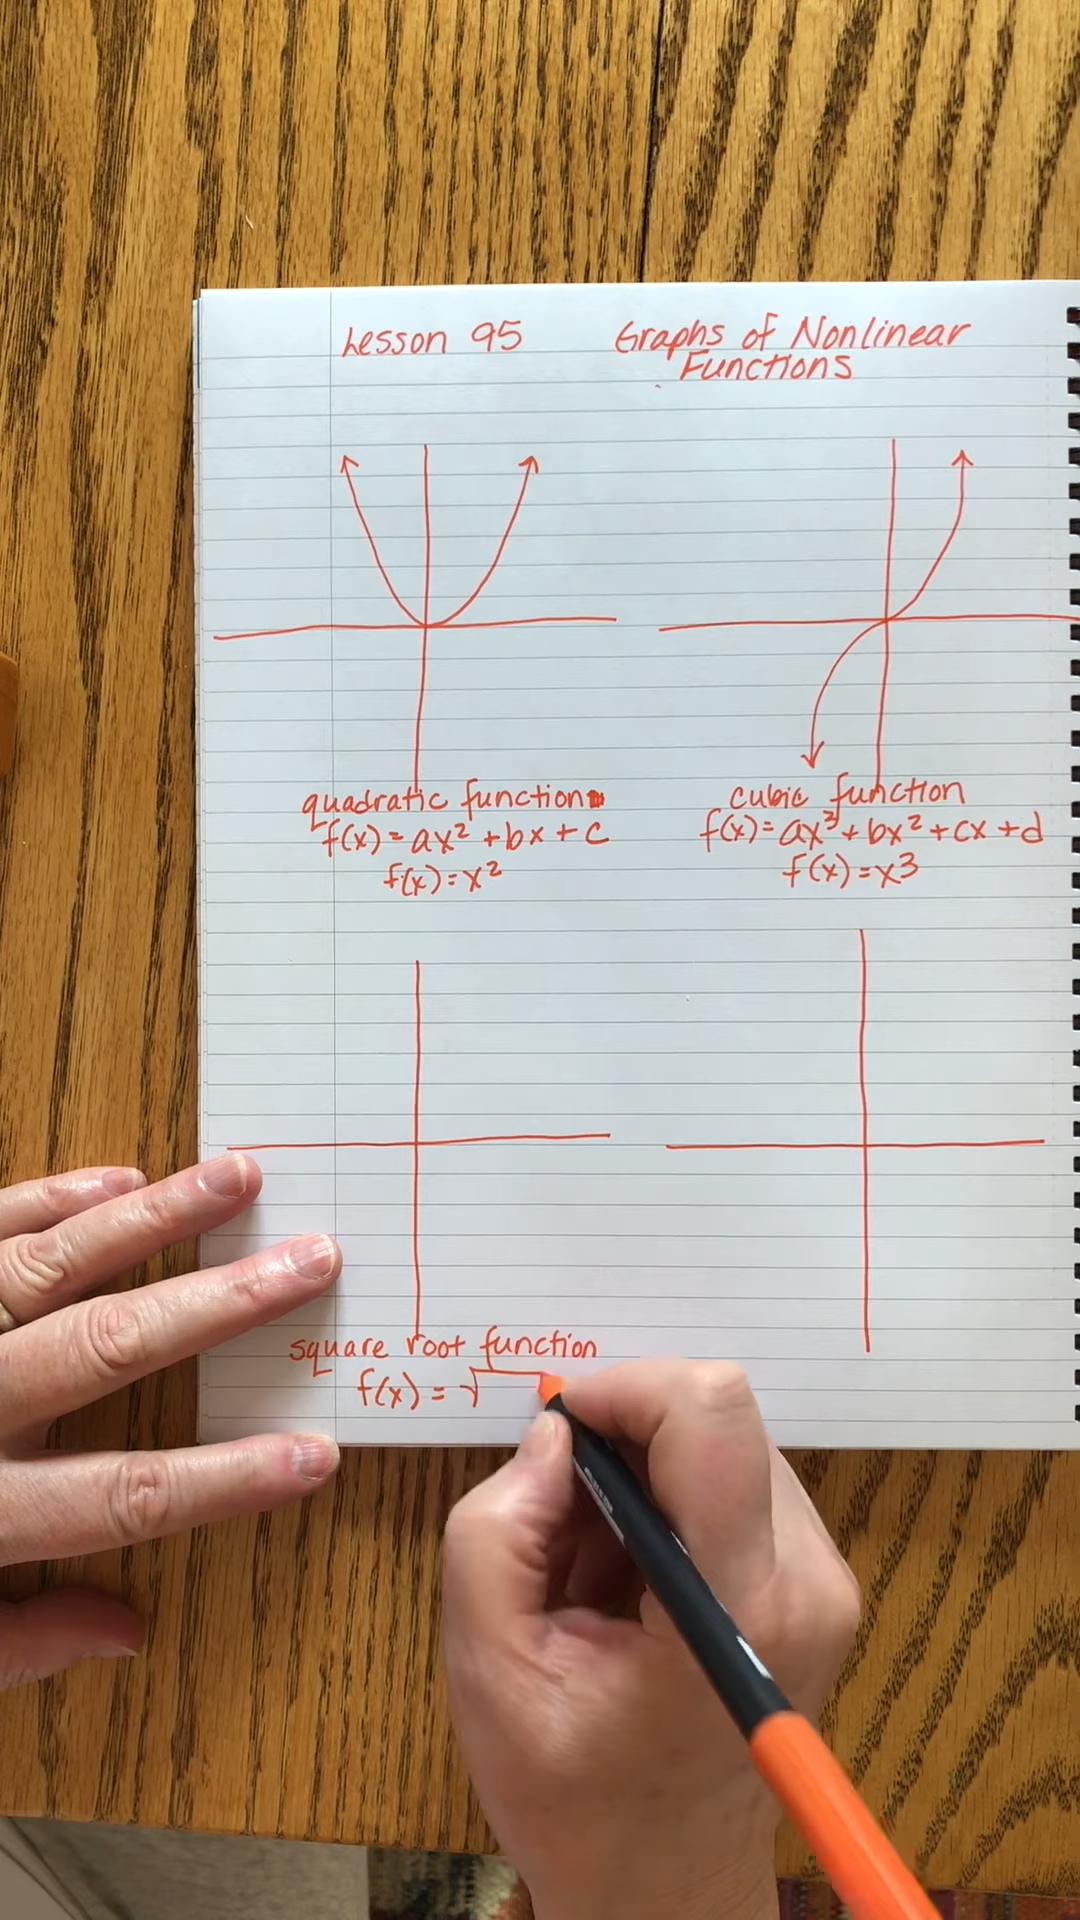 Lesson 95
Graphs of Nonlinear
Functions
quadratic function
f(x) = ax² + bx + c
f(x) = x²
cubic function
f(x) = ax³ + bx² + cx + d
f(x) = x³
square root function
f(x) = √